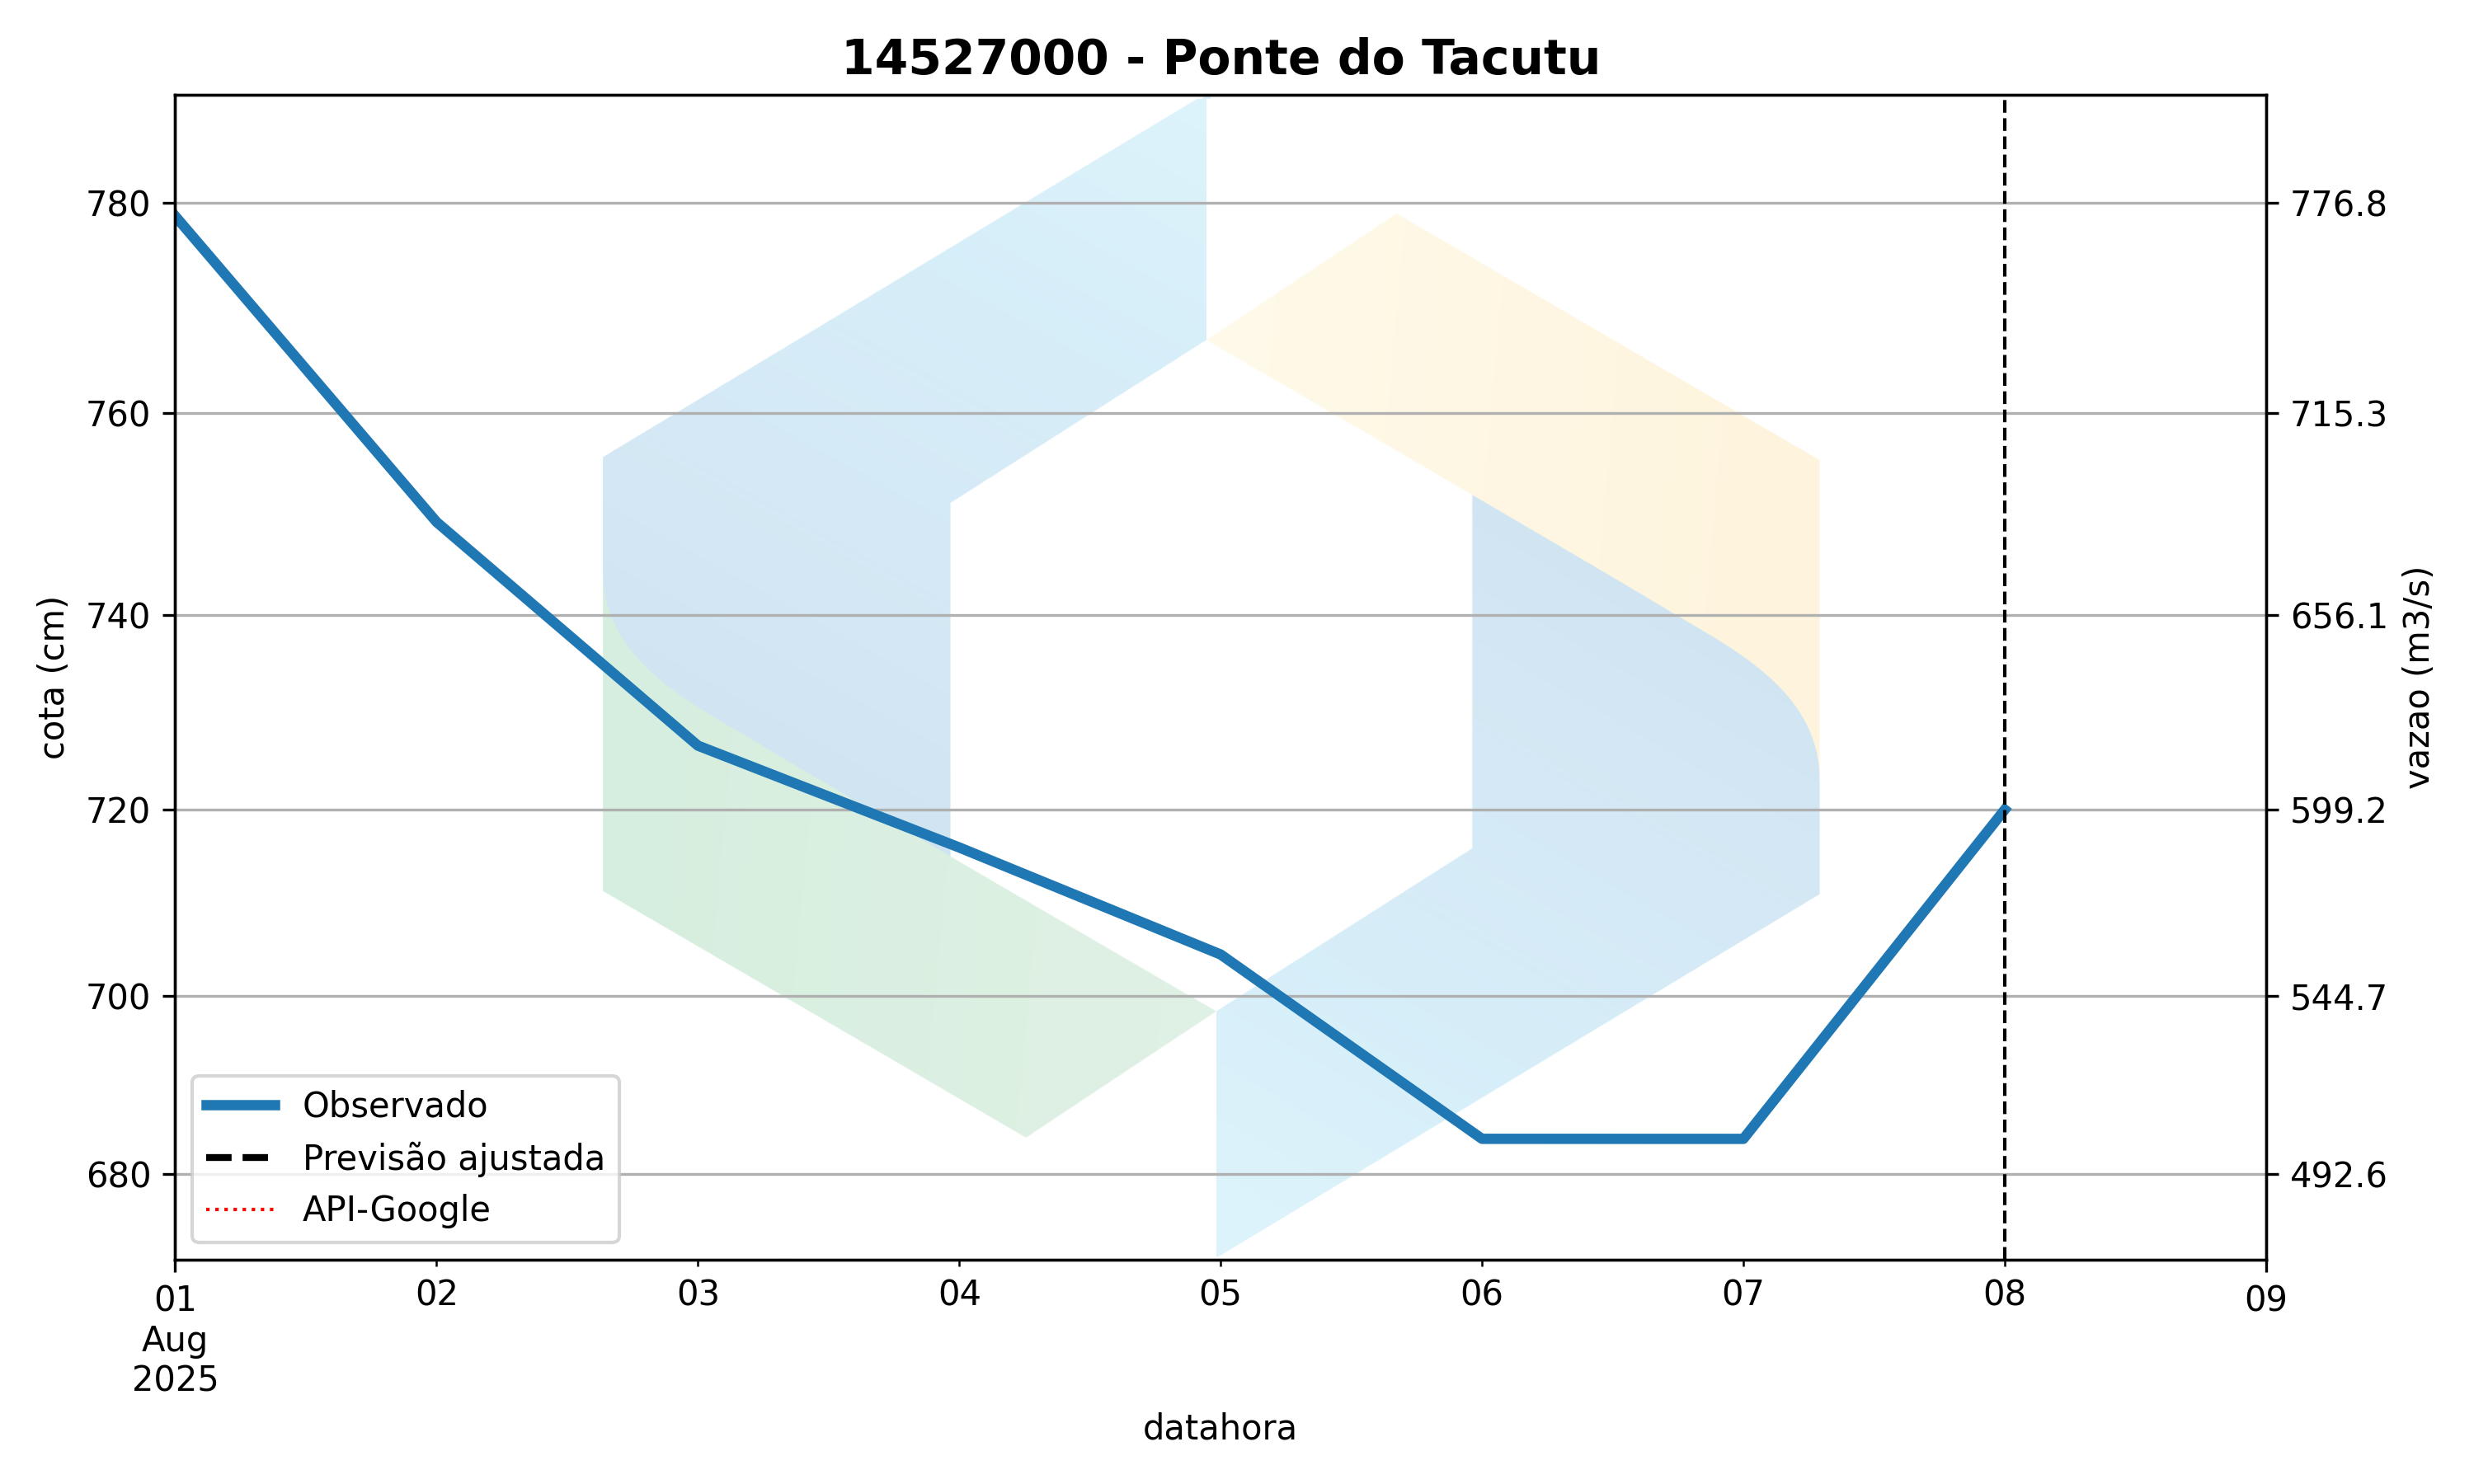 14527000 - Ponte do Tacutu
780
760
740
720
700
680
cota (cm)
776.8
715.3
656.1
599.2
544.7
492.6
vazao (m3/s)
Observado
Previsão ajustada
API-Google
01
Aug
2025
02
03
04
05
06
07
08
09
datahora